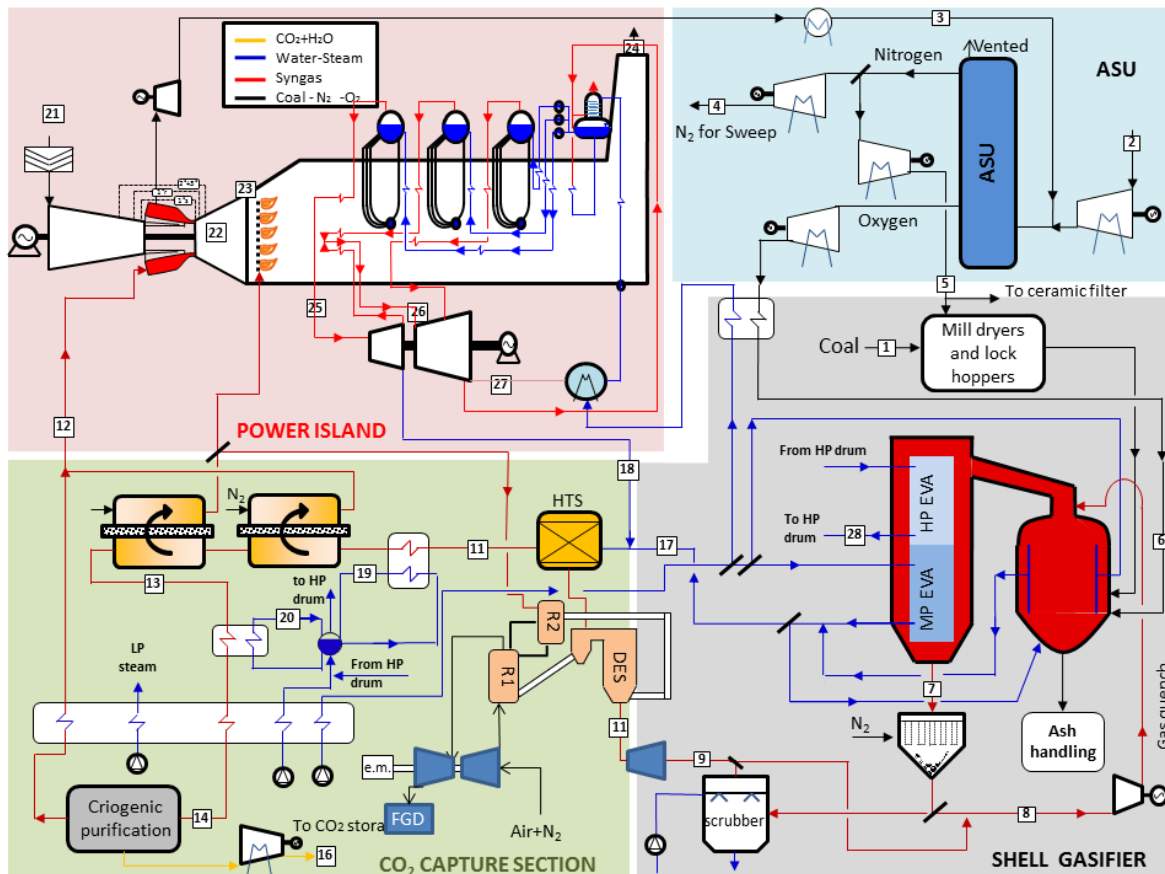 CO₂+H₂O
Water-Steam
Syngas
Coal - N₂ -O₂
24
3
Vented
Nitrogen
ASU
21
4
N₂ for Sweep
2
ASU
23
Oxygen
22
5
To ceramic filter
25
26
Coal
1
Mill dryers
and lock
hoppers
27
12
POWER ISLAND
18
From HP drum
HP EVA
HTS
N₂
To HP
drum
28
11
17
6
13
to HP
drum
19
MP EVA
20
R2
LP
steam
From HP
drum
R1
DES
7
11
N₂
Ash
handling
Gas quench
e.m.
9
Criogenic
purification
14
FGD
Air+N₂
scrubber
8
To CO₂ stora
16
CO₂ CAPTURE SECTION
SHELL GASIFIER